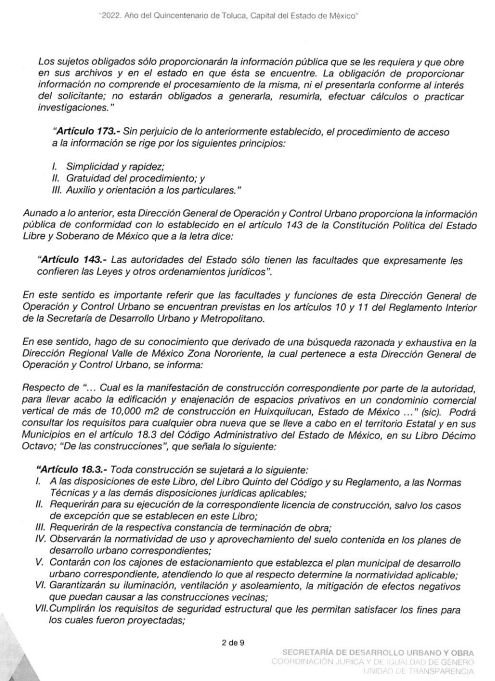 "2022. Año del Quincentenario de Toluca, Capital del Estado de México"
Los sujetos obligados sólo proporcionarán la información pública que se les requiera y que obre
en sus archivos y en el estado en que ésta se encuentre. La obligación de proporcionar
información no comprende el procesamiento de la misma, ni el presentarla conforme al interés
del solicitante; no estarán obligados a generarla, resumirla, efectuar cálculos o practicar
investigaciones."
"Artículo 173.- Sin perjuicio de lo anteriormente establecido, el procedimiento de acceso
a la información se rige por los siguientes principios:
I. Simplicidad y rapidez;
II. Gratuidad del procedimiento; y
III. Auxilio y orientación a los particulares."
Aunado a lo anterior, esta Dirección General de Operación y Control Urbano proporciona la información
pública de conformidad con lo establecido en el artículo 143 de la Constitución Política del Estado
Libre y Soberano de México que a la letra dice:
"Artículo 143.- Las autoridades del Estado sólo tienen las facultades que expresamente les
confieren las Leyes y otros ordenamientos jurídicos".
En este sentido es importante referir que las facultades y funciones de esta Dirección General de
Operación y Control Urbano se encuentran previstas en los artículos 10 y 11 del Reglamento Interior
de la Secretaría de Desarrollo Urbano y Metropolitano.
En ese sentido, hago de su conocimiento que derivado de una búsqueda razonada y exhaustiva en la
Dirección Regional Valle de México Zona Nororiente, la cual pertenece a esta Dirección General de
Operación y Control Urbano, se informa:
Respecto de "... Cual es la manifestación de construcción correspondiente por parte de la autoridad,
para llevar acabo la edificación y enajenación de espacios privativos en un condominio comercial
vertical de más de 10,000 m2 de construcción en Huixquilucan, Estado de México ..." (sic). Podrá
consultar los requisitos para cualquier obra nueva que se lleve a cabo en el territorio Estatal y en sus
Municipios en el artículo 18.3 del Código Administrativo del Estado de México, en su Libro Décimo
Octavo; "De las construcciones", que señala lo siguiente:
"Artículo 18.3.- Toda construcción se sujetará a lo siguiente:
I. A las disposiciones de este Libro, del Libro Quinto del Código y su Reglamento, a las Normas
Técnicas y a las demás disposiciones jurídicas aplicables;
II. Requerirán para su ejecución de la correspondiente licencia de construcción, salvo los casos
de excepción que se establecen en este Libro;
III. Requerirán de la respectiva constancia de terminación de obra;
IV. Observarán la normatividad de uso y aprovechamiento del suelo contenida en los planes de
desarrollo urbano correspondientes;
V. Contarán con los cajones de estacionamiento que establezca el plan municipal de desarrollo
urbano correspondiente, atendiendo lo que al respecto determine la normatividad aplicable;
VI. Garantizarán su iluminación, ventilación y asoleamiento, la mitigación de efectos negativos
que puedan causar a las construcciones vecinas;
VII. Cumplirán los requisitos de seguridad estructural que les permitan satisfacer los fines para
los cuales fueron proyectadas;
2 de 9
SECRETARÍA DE DESARROLLO URBANO Y OBRA
COORDINACIÓN JURÍCA Y DE IGUALDAD DE GÉNERO
UNIDAD DE TRANSPARENCIA